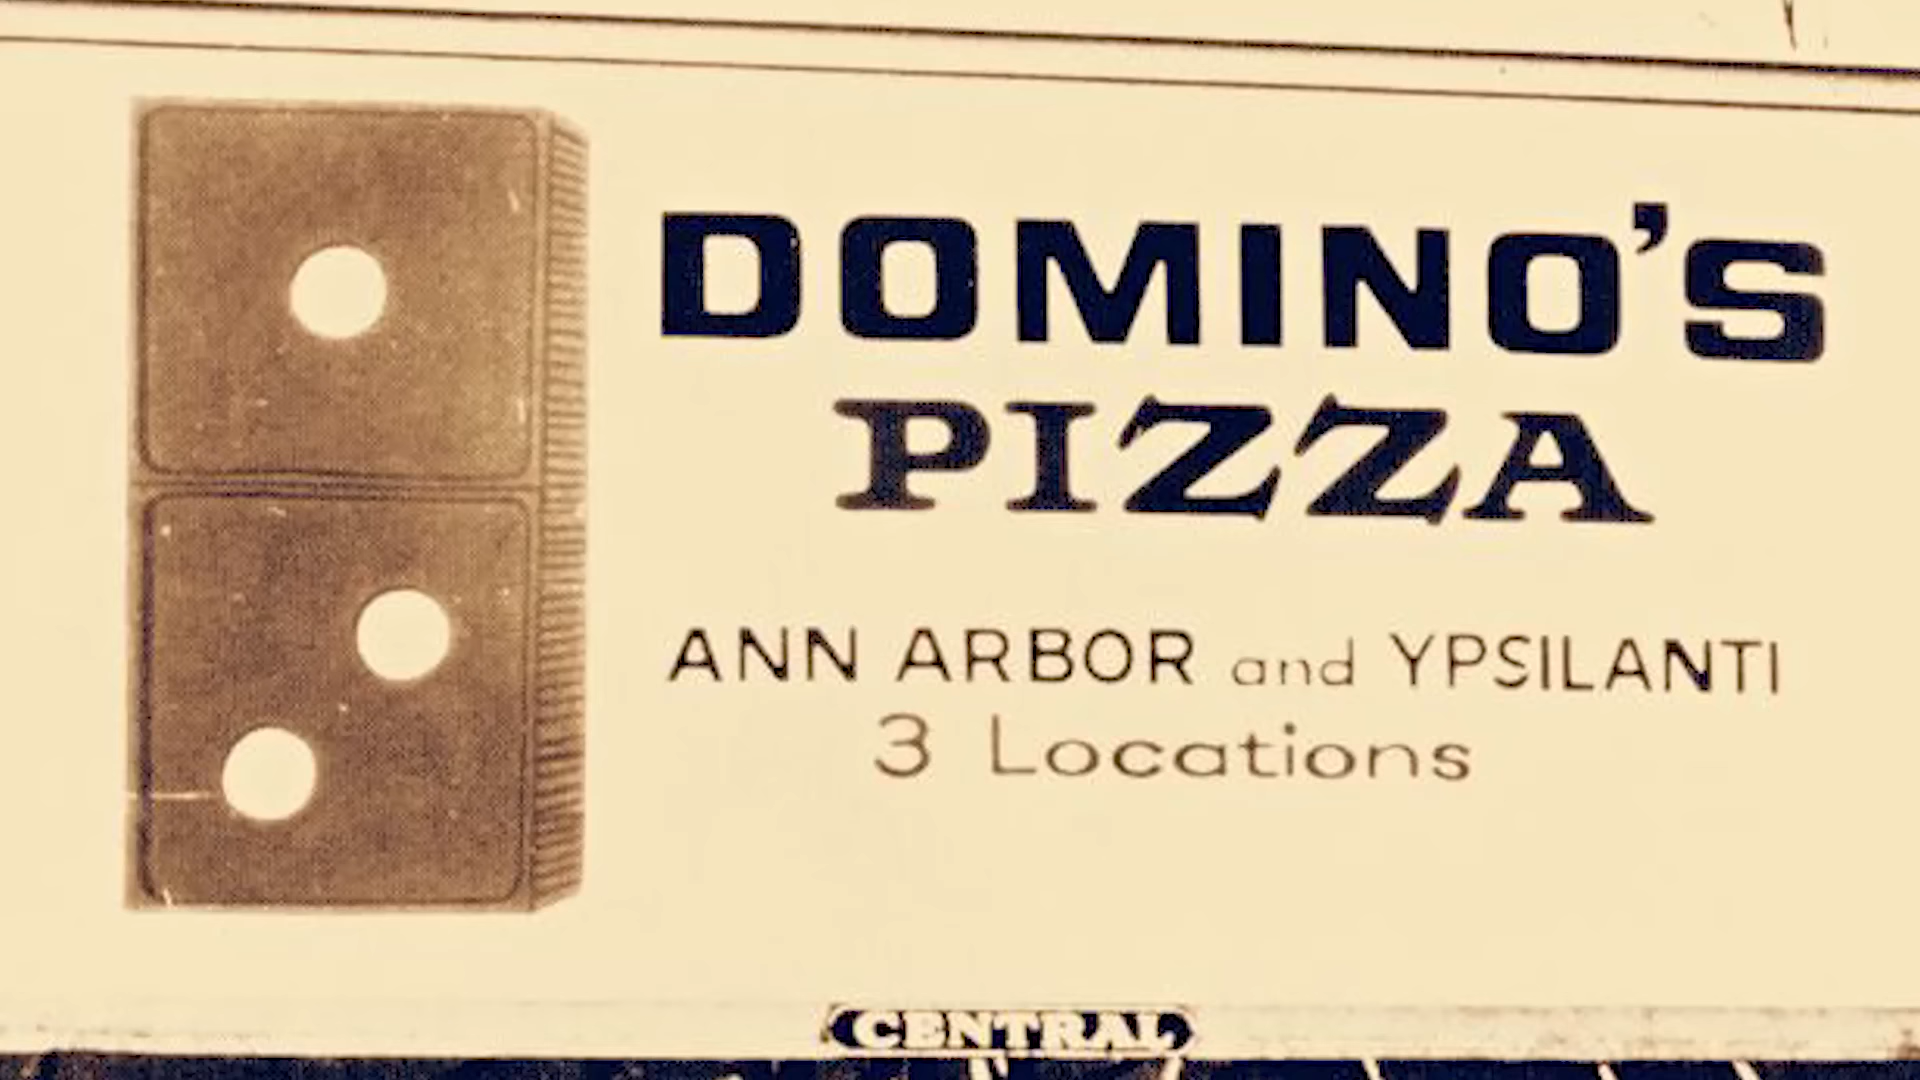 DOMINO'S
PIZZA
ANN ARBOR and YPSILANTI
3 Locations
CENTRAL